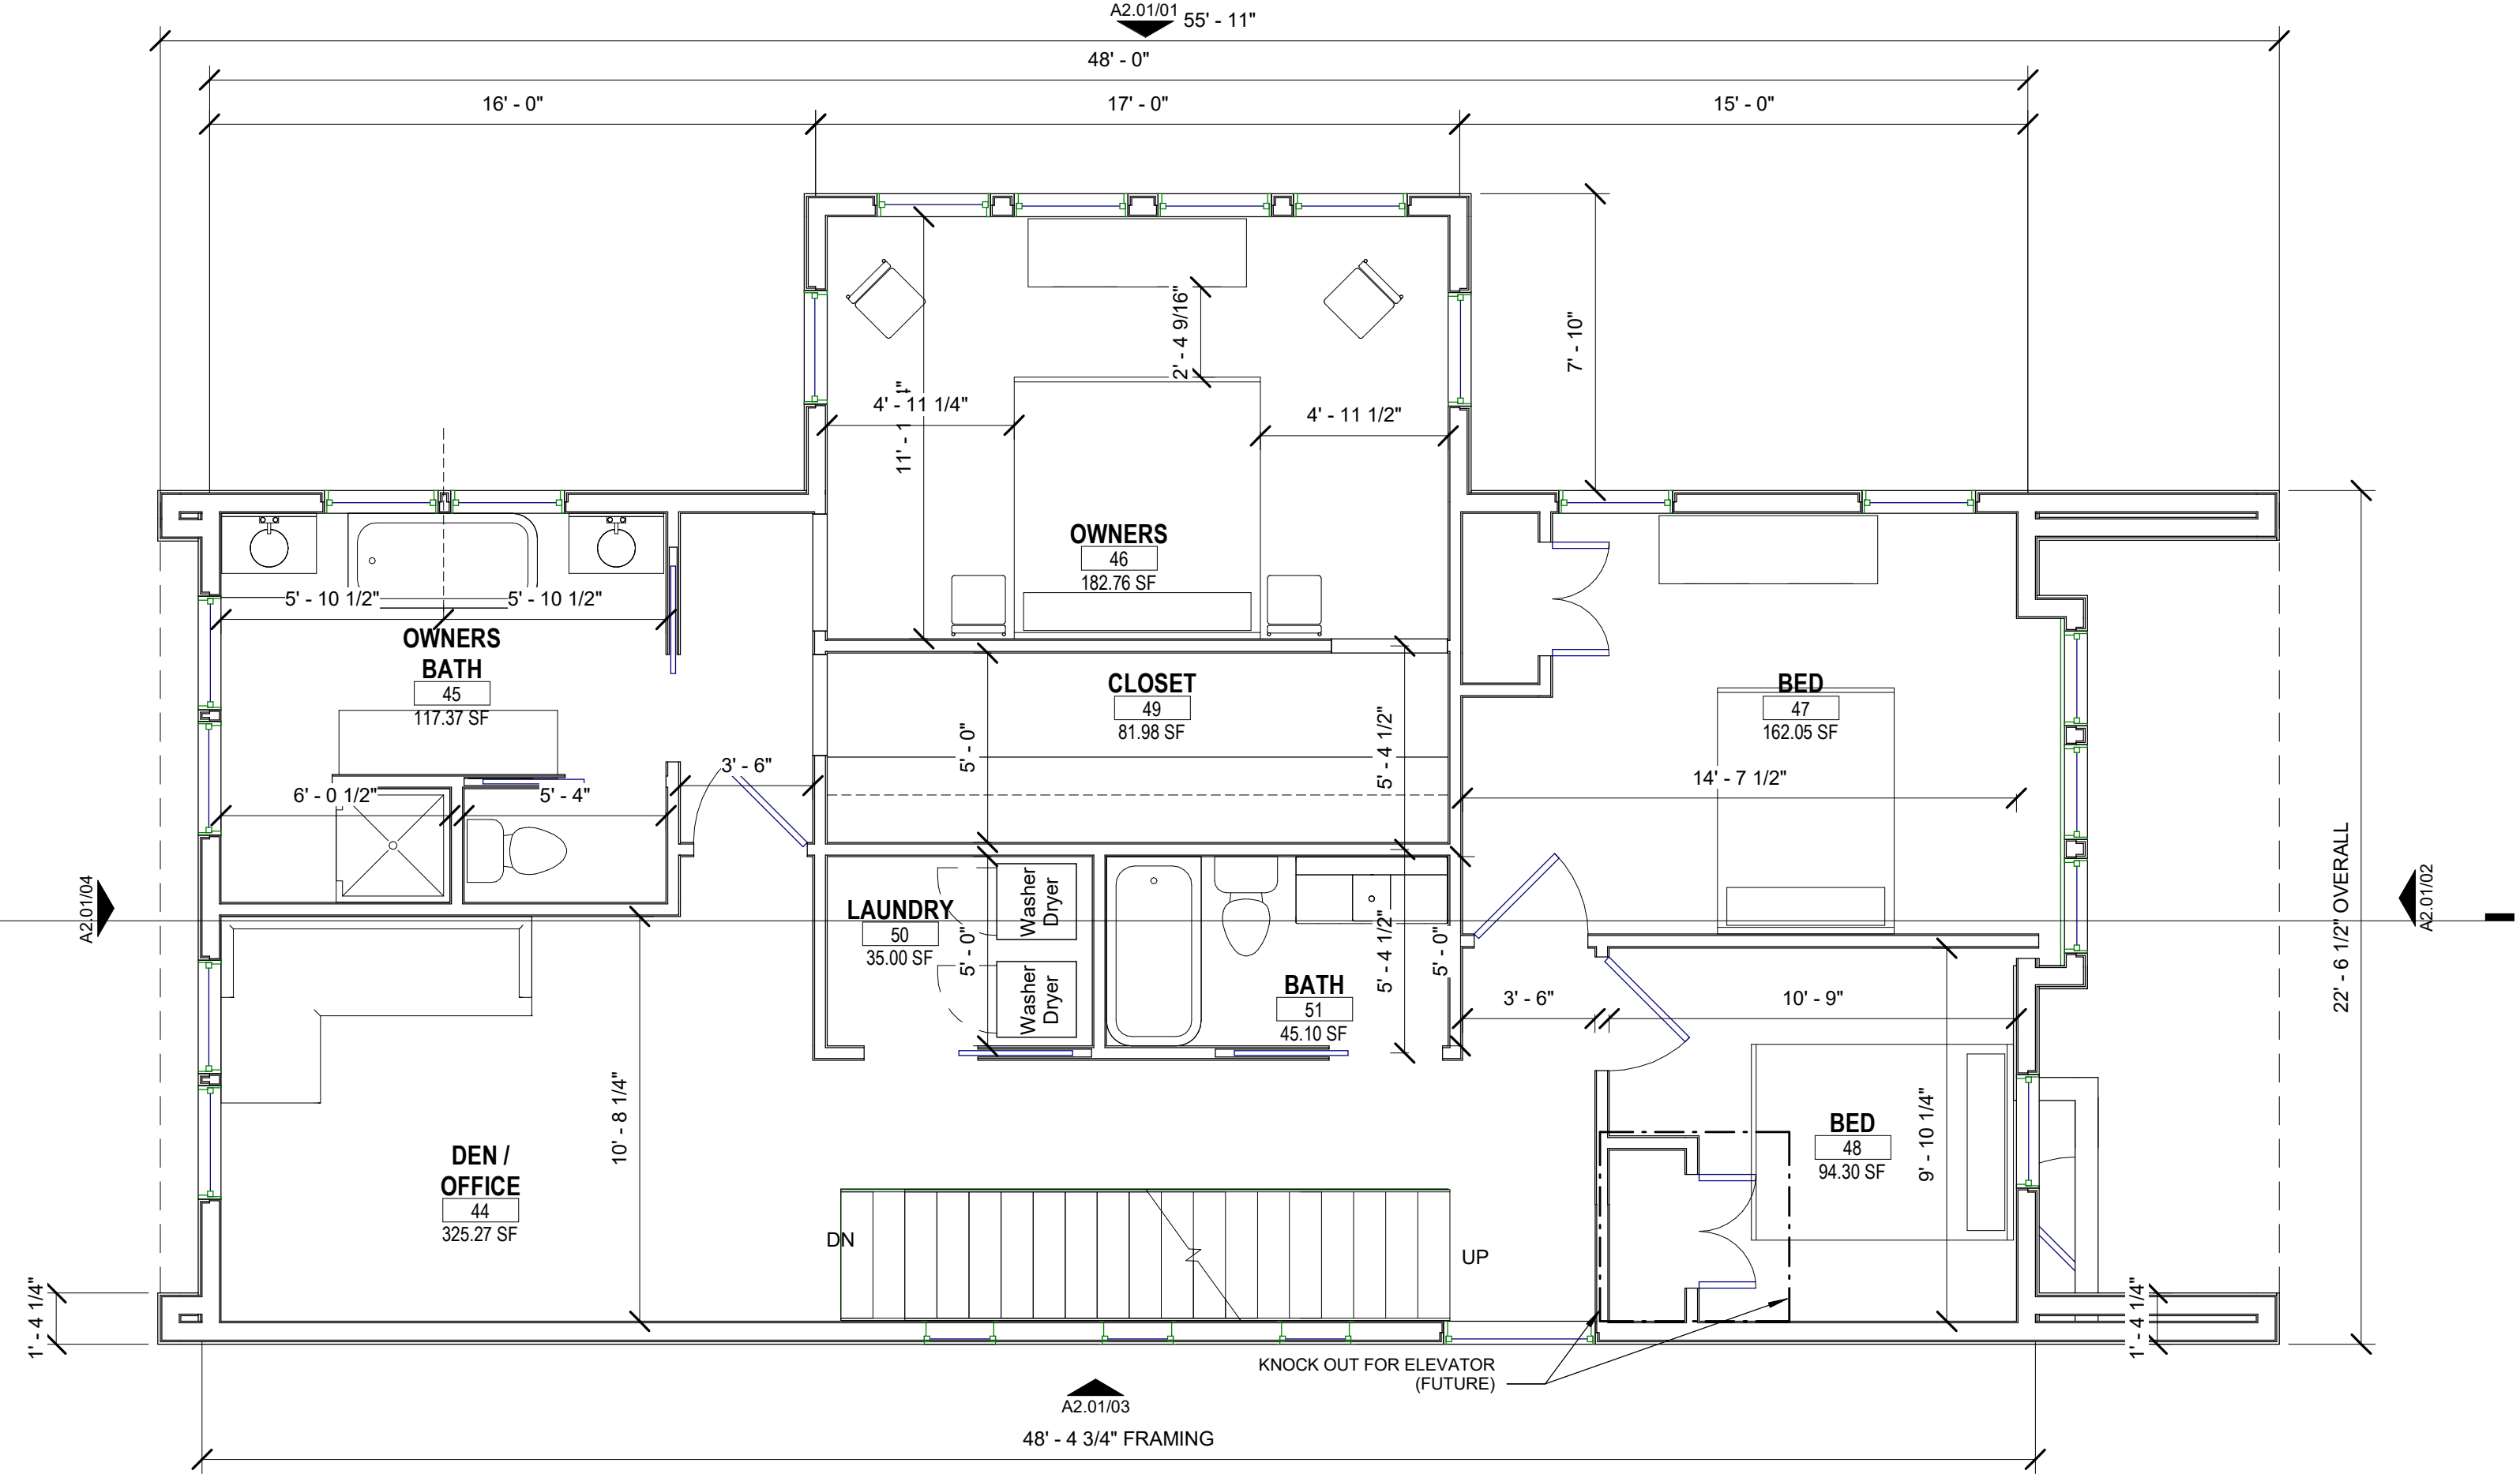 A2.01/01
55' - 11"
48' - 0"
16' - 0"
17' - 0"
15' - 0"
7' - 10"
2' - 4 9/16"
4' - 11 1/4"
4' - 11 1/2"
OWNERS
46
182.76 SF
5' - 10 1/2"
5' - 10 1/2"
OWNERS
BATH
45
117.37 SF
CLOSET
49
81.98 SF
5' - 0"
5' - 4 1/2"
BED
47
162.05 SF
14' - 7 1/2"
3' - 6"
6' - 0 1/2"
5' - 4"
A2.01/04
A2.01/02
22' - 6 1/2" OVERALL
LAUNDRY
50
35.00 SF
5' - 0"
Washer
Dryer
Washer
Dryer
BATH
51
45.10 SF
5' - 4 1/2"
5' - 0"
3' - 6"
10' - 9"
10' - 8 1/4"
DEN /
OFFICE
44
325.27 SF
BED
48
94.30 SF
9' - 10 1/4"
DN
UP
1' - 4 1/4"
1' - 4 1/4"
KNOCK OUT FOR ELEVATOR
(FUTURE)
A2.01/03
48' - 4 3/4" FRAMING